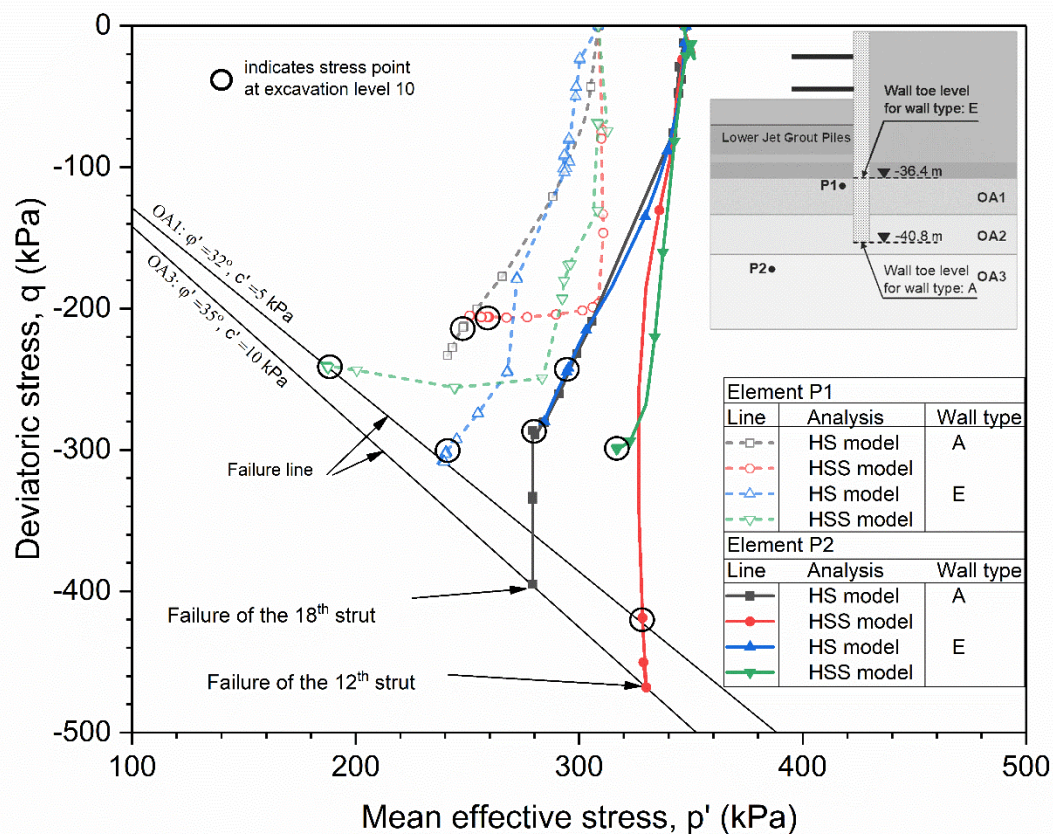 indicates stress point
at excavation level 10
Wall toe level
for wall type: E
Lower Jet Grout Piles
-36.4 m
P1
OA1
-40.8 m
OA2
P2
Wall toe level
for wall type: A
OA3
OA1: φ' =32°, c' =5 kPa
OA3: φ' =35°, c' =10 kPa
Failure line
Failure of the 18th strut
Failure of the 12th strut
Element P1
Line Analysis Wall type
HS model A
HSS model
HS model E
HSS model
Element P2
Line Analysis Wall type
HS model A
HSS model
HS model E
HSS model
0
-100
-200
-300
-400
-500
Deviatoric stress, q (kPa)
100 200 300 400 500
Mean effective stress, p' (kPa)